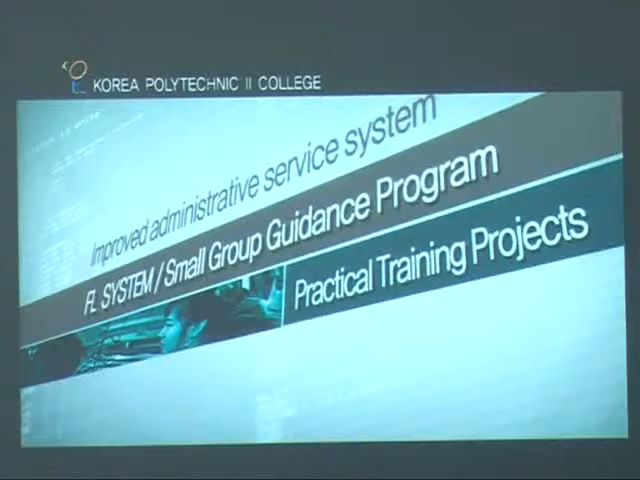 KOREA POLYTECHNIC II COLLEGE
Improved administrative service system
FL SYSTEM / Small Group Guidance Program
Practical Training Projects